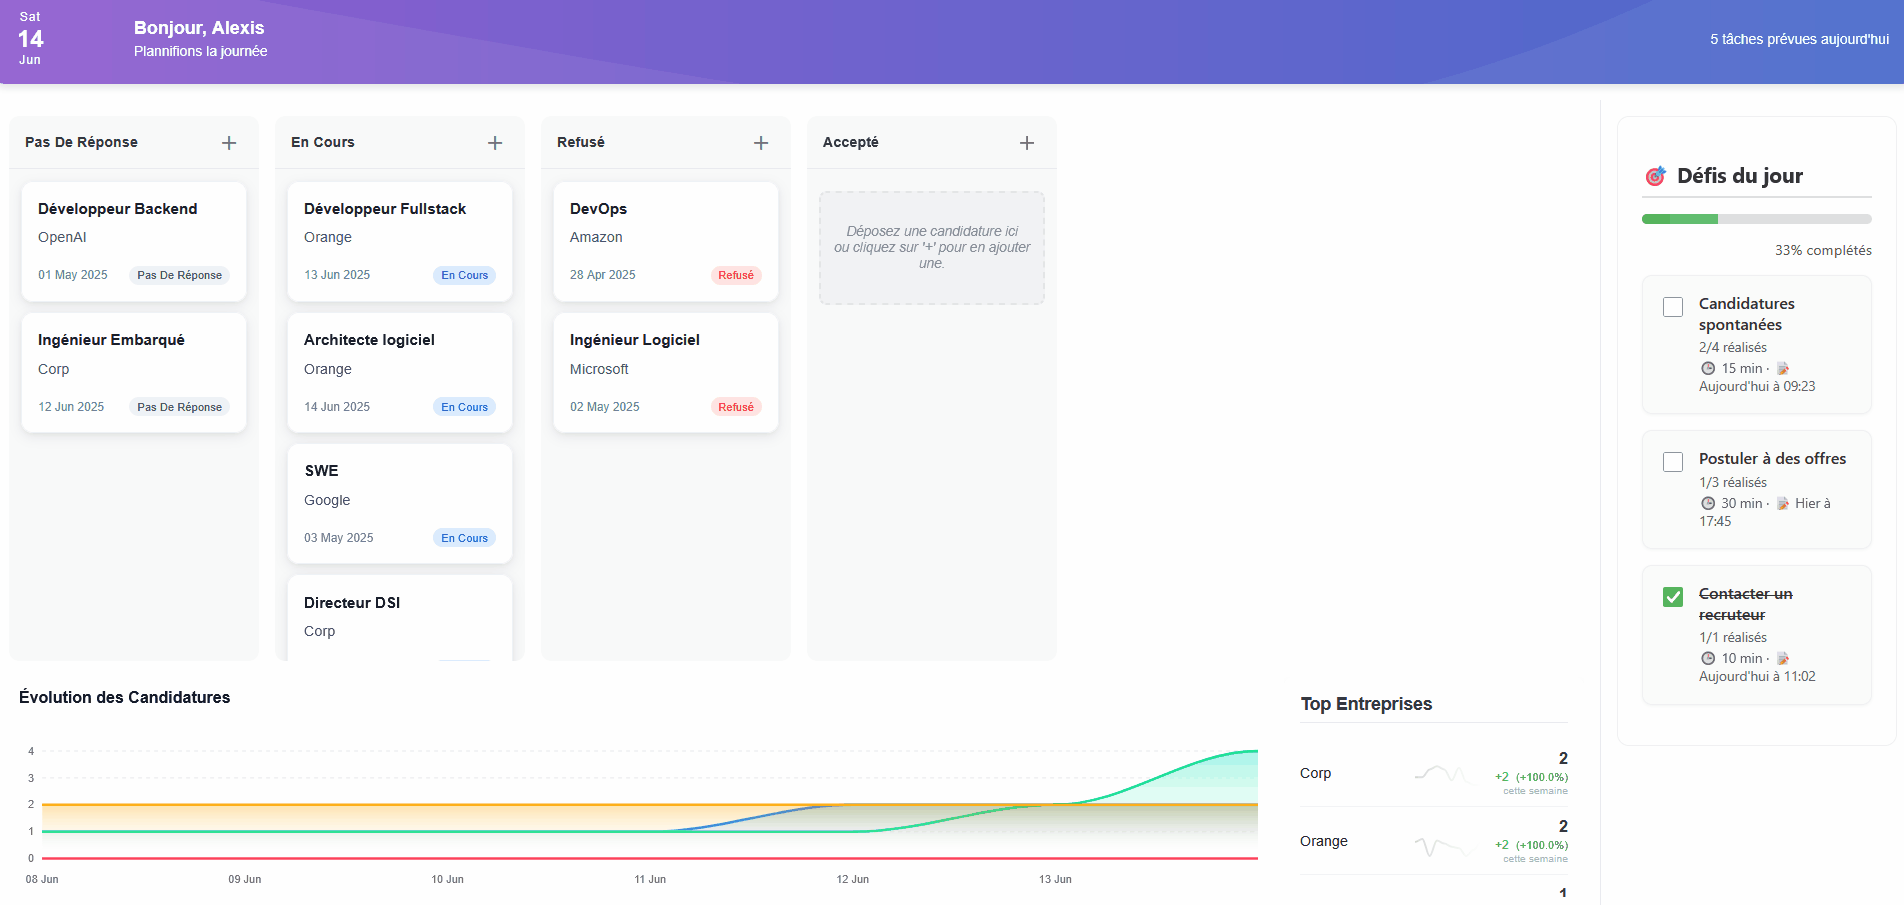 Sat
14
Jun
Bonjour, Alexis
Plannifions la journée
5 tâches prévues aujourd'hui
Pas De Réponse
Développeur Backend
OpenAI
01 May 2025 Pas De Réponse
Ingénieur Embarqué
Corp
12 Jun 2025 Pas De Réponse
En Cours
Développeur Fullstack
Orange
13 Jun 2025 En Cours
Architecte logiciel
Orange
14 Jun 2025 En Cours
SWE
Google
03 May 2025 En Cours
Directeur DSI
Corp
Refusé
DevOps
Amazon
28 Apr 2025 Refusé
Ingénieur Logiciel
Microsoft
02 May 2025 Refusé
Accepté
Déposez une candidature ici
ou cliquez sur '+' pour en ajouter
une.
Défis du jour
33% complétés
Candidatures
spontanées
2/4 réalisés
15 min ·
Aujourd'hui à 09:23
Postuler à des offres
1/3 réalisés
30 min · Hier à
17:45
Contacter un
recruteur
1/1 réalisés
10 min ·
Aujourd'hui à 11:02
Évolution des Candidatures
4
3
2
1
0
08 Jun 09 Jun 10 Jun 11 Jun 12 Jun 13 Jun
Top Entreprises
Corp
2
+2 (+100.0%)
cette semaine
Orange
2
+2 (+100.0%)
cette semaine
1